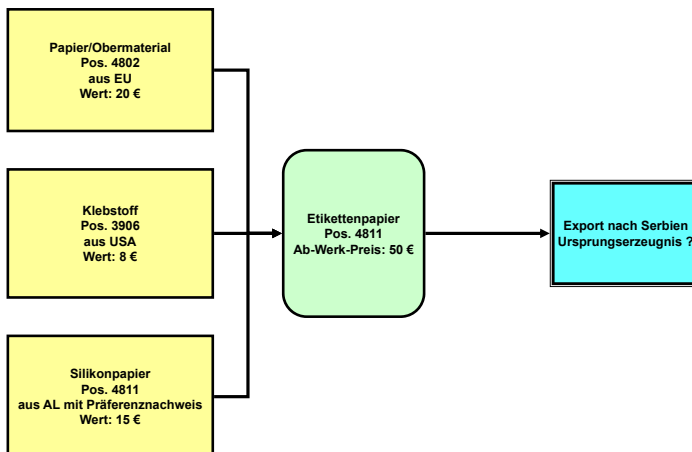 Papier/Obermaterial
Pos. 4802
aus EU
Wert: 20 €
Klebstoff
Pos. 3906
aus USA
Wert: 8 €
Silikonpapier
Pos. 4811
aus AL mit Präferenznachweis
Wert: 15 €
Etikettenpapier
Pos. 4811
Ab-Werk-Preis: 50 €
Export nach Serbien
Ursprungserzeugnis ?